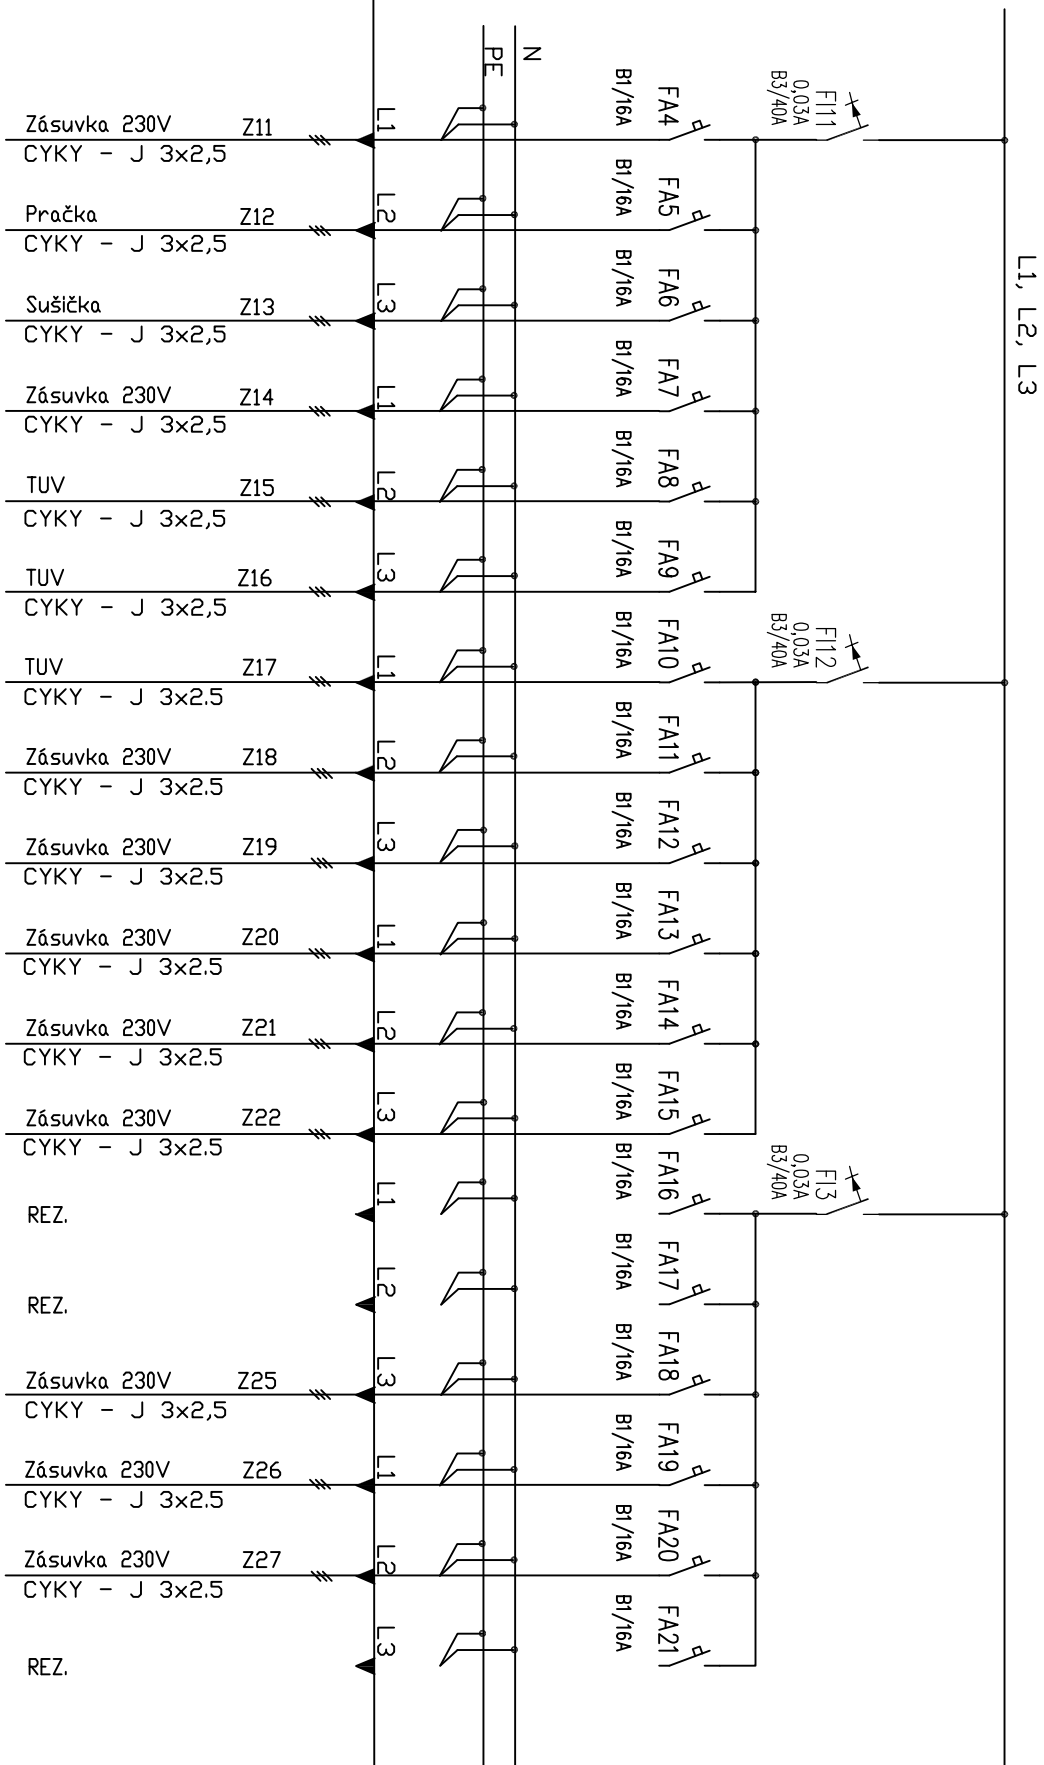 N
PE
L1, L2, L3
FI11
0,03A
B3/40A
Zásuvka 230V Z11
CYKY - J 3x2,5
L1
B1/16A
FA4
Pračka Z12
CYKY - J 3x2,5
L2
B1/16A
FA5
Sušička Z13
CYKY - J 3x2,5
L3
B1/16A
FA6
Zásuvka 230V Z14
CYKY - J 3x2,5
L1
B1/16A
FA7
TUV Z15
CYKY - J 3x2,5
L2
B1/16A
FA8
TUV Z16
CYKY - J 3x2,5
L3
B1/16A
FA9
FI12
0,03A
B3/40A
TUV Z17
CYKY - J 3x2.5
L1
B1/16A
FA10
Zásuvka 230V Z18
CYKY - J 3x2.5
L2
B1/16A
FA11
Zásuvka 230V Z19
CYKY - J 3x2.5
L3
B1/16A
FA12
Zásuvka 230V Z20
CYKY - J 3x2.5
L1
B1/16A
FA13
Zásuvka 230V Z21
CYKY - J 3x2.5
L2
B1/16A
FA14
Zásuvka 230V Z22
CYKY - J 3x2.5
L3
B1/16A
FA15
FI3
0,03A
B3/40A
REZ.
L1
B1/16A
FA16
REZ.
L2
B1/16A
FA17
Zásuvka 230V Z25
CYKY - J 3x2,5
L3
B1/16A
FA18
Zásuvka 230V Z26
CYKY - J 3x2.5
L1
B1/16A
FA19
Zásuvka 230V Z27
CYKY - J 3x2.5
L2
B1/16A
FA20
REZ.
L3
B1/16A
FA21